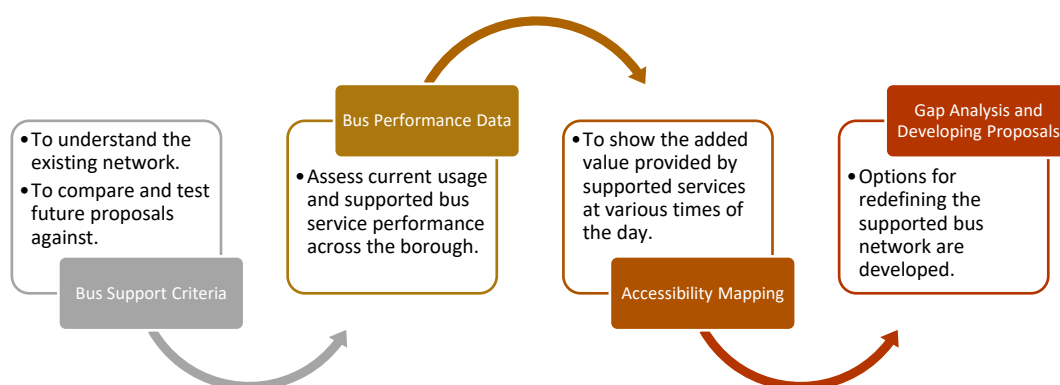 • To understand the
existing network.
• To compare and test
future proposals
against.
Bus Support Criteria
Bus Performance Data
• Assess current usage
and supported bus
service performance
across the borough.
• To show the added
value provided by
supported services
at various times of
the day.
Accessibility Mapping
Gap Analysis and
Developing Proposals
• Options for
redefining the
supported bus
network are
developed.